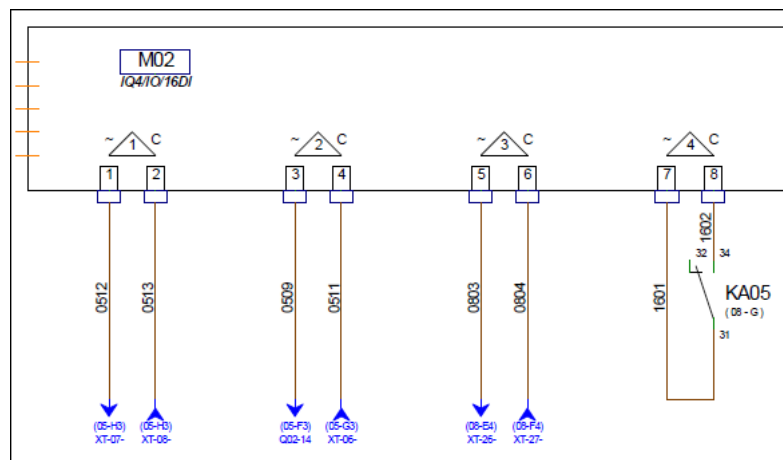 M02
IQ4/IO/16DI
~ 1 C
~ 2 C
~ 3 C
~ 4 C
1 2 3 4 5 6 7 8
0512
0513
0509
0511
0803
0804
1601
1602
32 34
KA05
(08 - G)
31
(05-H3) (05-H3) (05-F3) (05-G3) (08-E4) (08-F4)
XT-07- XT-08- Q02-14 XT-06- XT-26- XT-27-